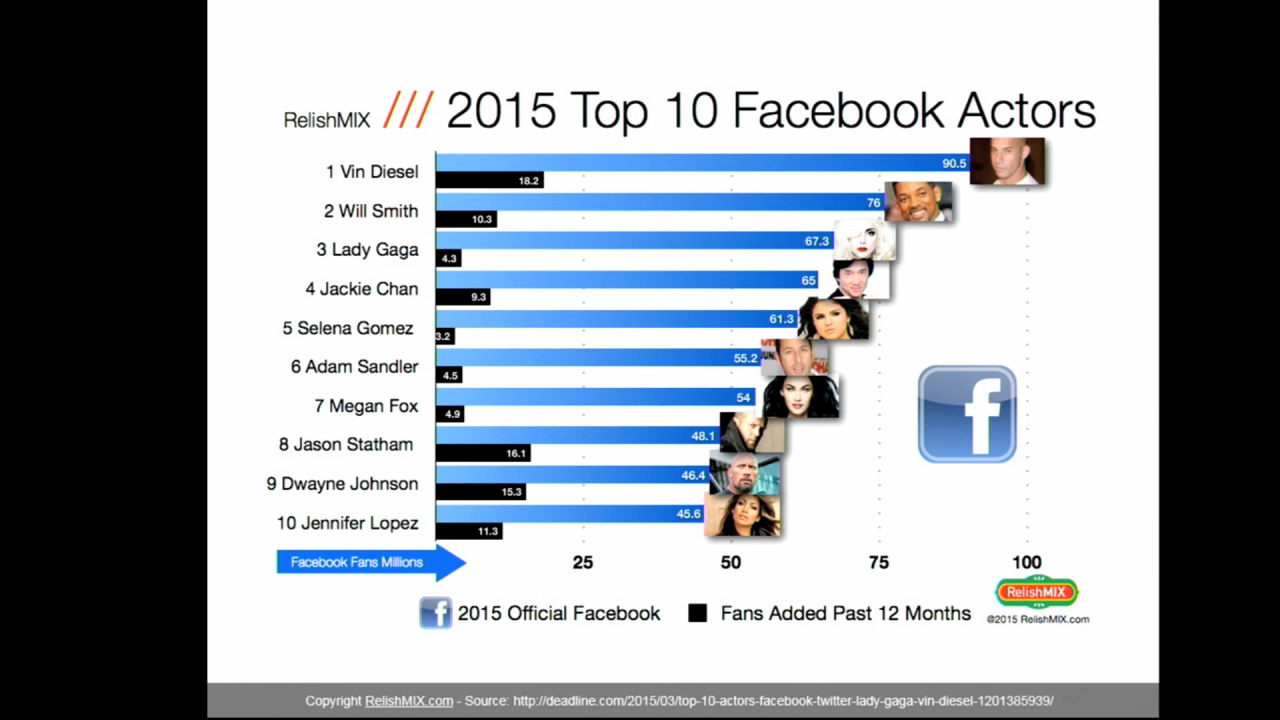 RelishMIX /// 2015 Top 10 Facebook Actors
1 Vin Diesel 90.5
18.2
2 Will Smith 76
10.3
3 Lady Gaga 67.3
4.3
4 Jackie Chan 65
9.3
5 Selena Gomez 61.3
3.2
6 Adam Sandler 55.2
4.5
7 Megan Fox 54
4.9
8 Jason Statham 48.1
16.1
9 Dwayne Johnson 46.4
15.3
10 Jennifer Lopez 45.6
11.3
Facebook Fans Millions 25 50 75 100
RelishMIX
f 2015 Official Facebook Fans Added Past 12 Months
@2015 RelishMIX.com
Copyright RelishMIX.com - Source: http://deadline.com/2015/03/top-10-actors-facebook-twitter-lady-gaga-vin-diesel-1201385939/